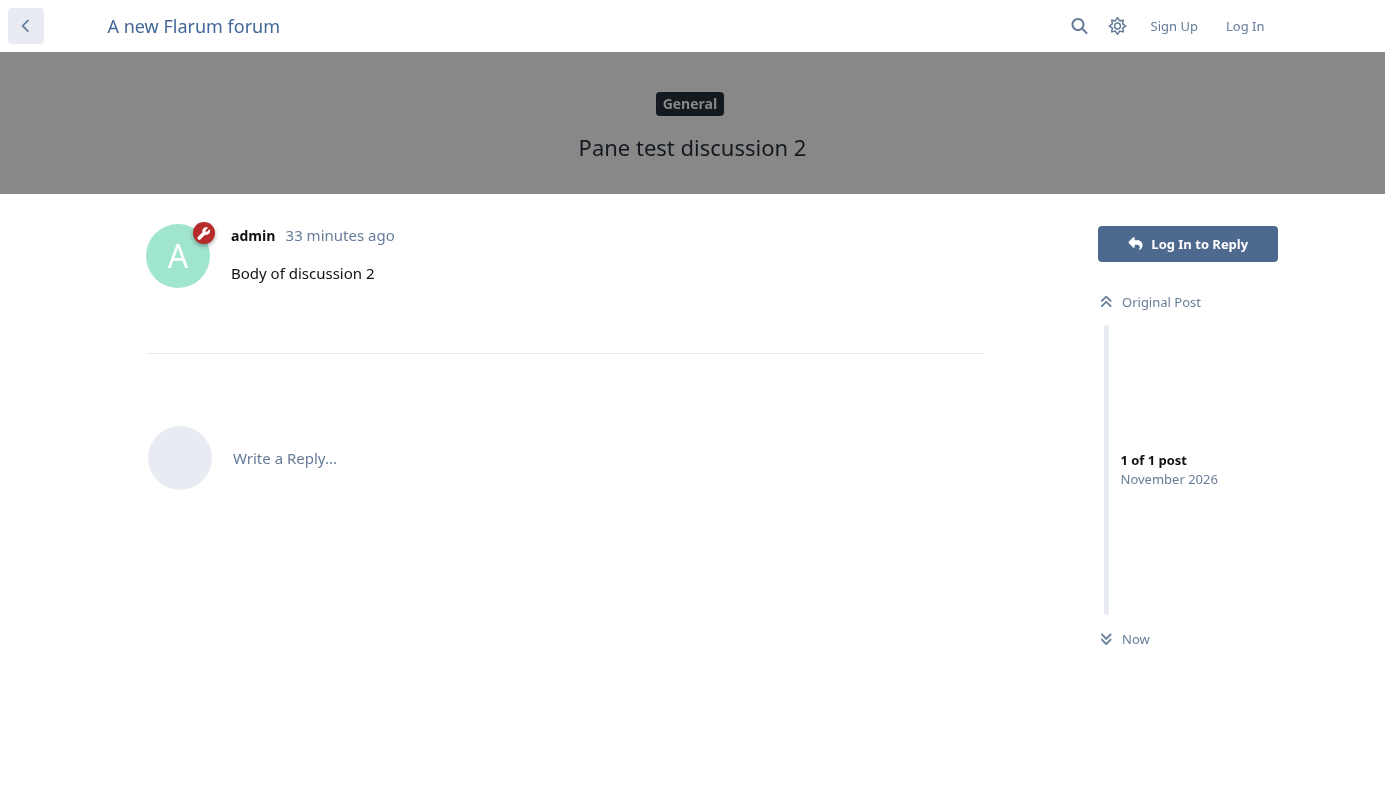 A new Flarum forum
Sign Up
Log In
General
Pane test discussion 2
A
admin 33 minutes ago
Body of discussion 2
Log In to Reply
Original Post
1 of 1 post
November 2026
Now
Write a Reply...